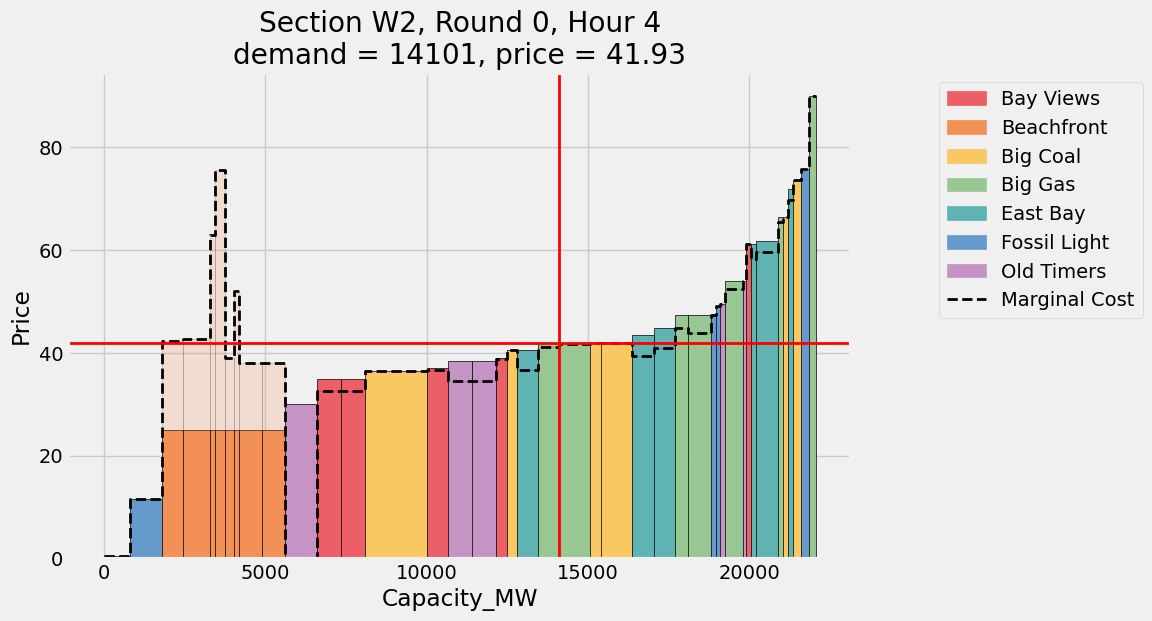 Section W2, Round 0, Hour 4
demand = 14101, price = 41.93
Price
80
60
40
20
0
0
5000
10000
15000
20000
Capacity_MW
Bay Views
Beachfront
Big Coal
Big Gas
East Bay
Fossil Light
Old Timers
Marginal Cost